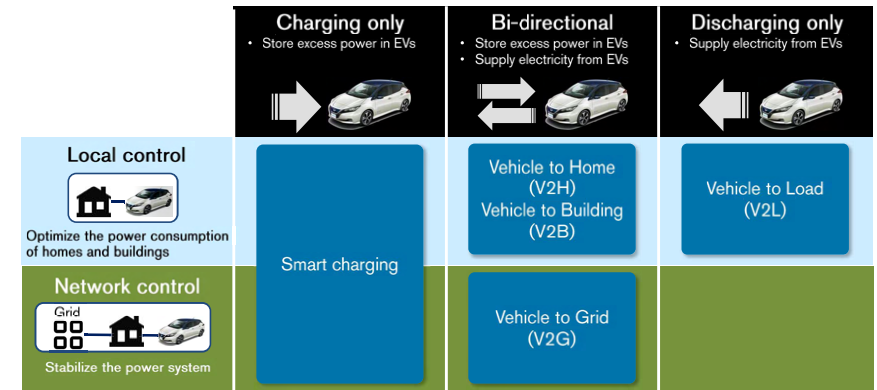 Charging only
• Store excess power in EVs
Bi-directional
• Store excess power in EVs
• Supply electricity from EVs
Discharging only
• Supply electricity from EVs
Local control
Optimize the power consumption
of homes and buildings
Smart charging
Vehicle to Home
(V2H)
Vehicle to Building
(V2B)
Vehicle to Load
(V2L)
Network control
Grid
Stabilize the power system
Vehicle to Grid
(V2G)